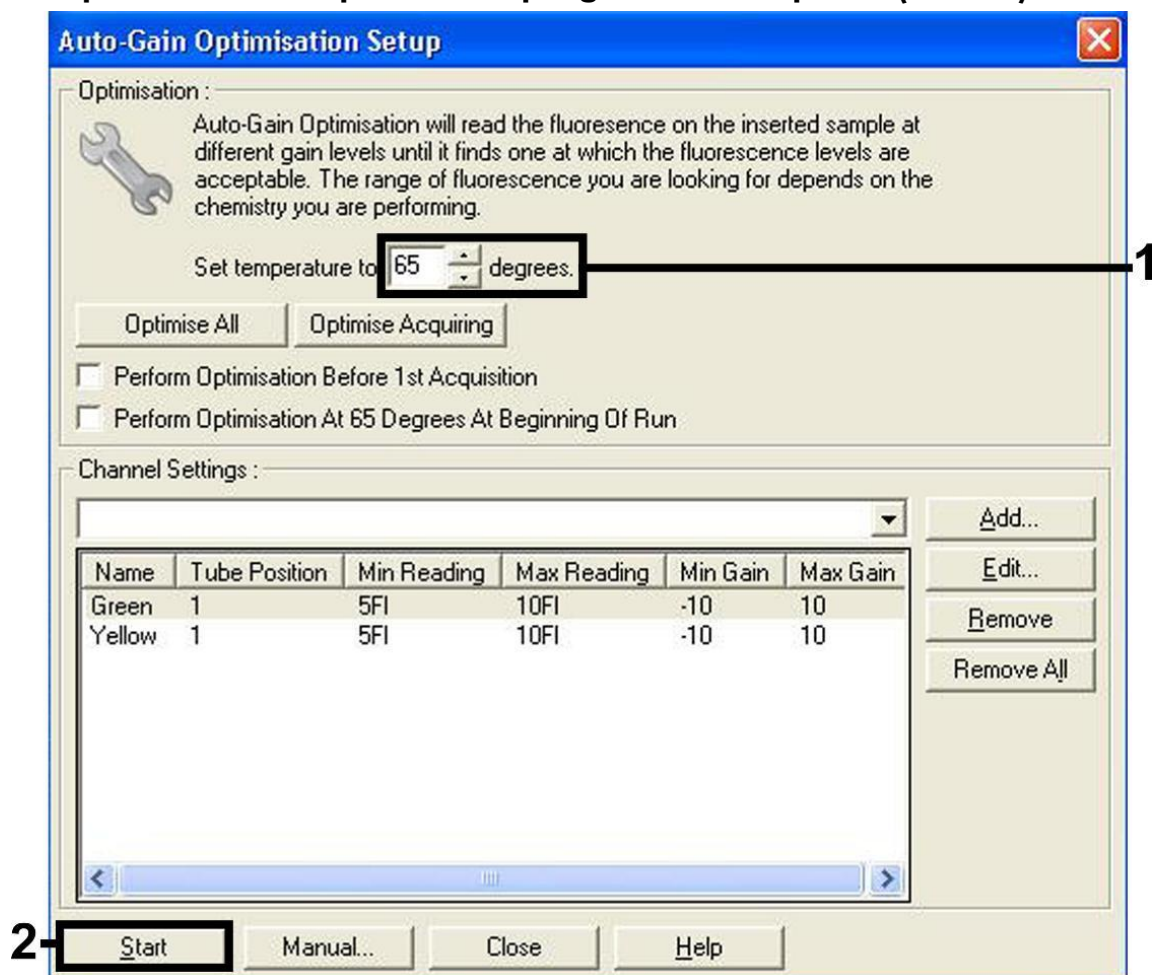 Auto-Gain Optimisation Setup
Optimisation :
Auto-Gain Optimisation will read the fluoresence on the inserted sample at
different gain levels until it finds one at which the fluorescence levels are
acceptable. The range of fluorescence you are looking for depends on the
chemistry you are performing.
Set temperature to 65 degrees.
1
Optimise All Optimise Acquiring
Perform Optimisation Before 1st Acquisition
Perform Optimisation At 65 Degrees At Beginning Of Run
Channel Settings :
Add...
Name Tube Position Min Reading Max Reading Min Gain Max Gain
Edit...
Green 1 5Fl 10Fl -10 10
Remove
Yellow 1 5Fl 10Fl -10 10
Remove All
2
Start Manual... Close Help